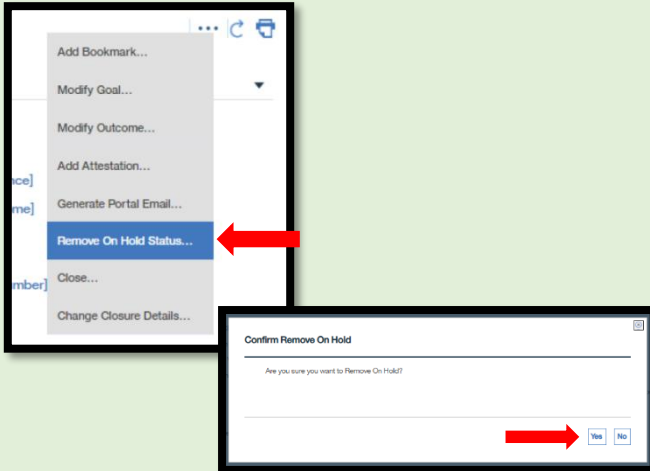 Add Bookmark...
Modify Goal...
Modify Outcome...
Add Attestation...
nce]
Generate Portal Email...
me]
Remove On Hold Status...
Close...
mber]
Change Closure Details...
Confirm Remove On Hold
Are you sure you want to Remove On Hold?
Yes No